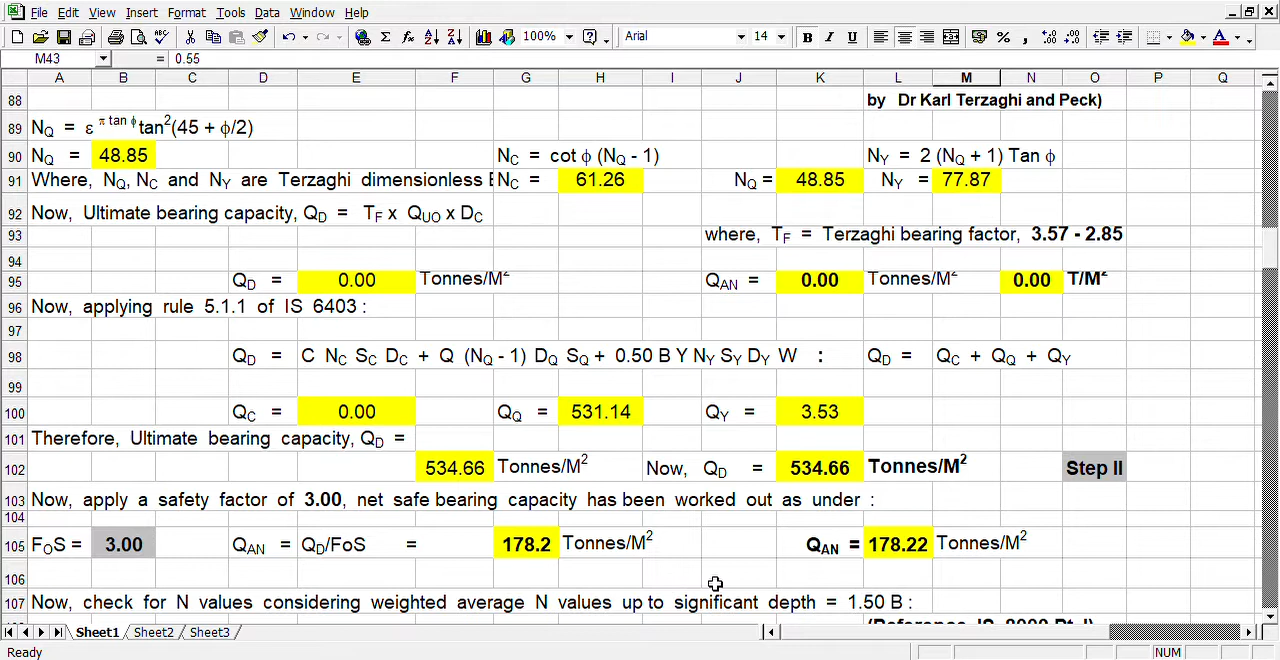 File Edit View Insert Format Tools Data Window Help
100% Arial 14 B I U
M43 = 0.55
A B C D E F G H I J K L M N O P Q
88 by Dr Karl Terzaghi and Peck)
89 NQ = ε π tan ϕ tan2(45 + ϕ/2)
90 NQ = 48.85 NC = cot ϕ (NQ - 1) NY = 2 (NQ + 1) Tan ϕ
91 Where, NQ, NC and NY are Terzaghi dimensionless NC = 61.26 NQ = 48.85 NY = 77.87
92 Now, Ultimate bearing capacity, QD = TF x QUO x DC
93 where, TF = Terzaghi bearing factor, 3.57 - 2.85
94
95 QD = 0.00 Tonnes/M2 QAN = 0.00 Tonnes/M2 0.00 T/M2
96 Now, applying rule 5.1.1 of IS 6403 :
97
98 QD = C NC SC DC + Q (NQ - 1) DQ SQ + 0.50 B Y NY SY DY W : QD = QC + QQ + QY
99
100 QC = 0.00 QQ = 531.14 QY = 3.53
101 Therefore, Ultimate bearing capacity, QD =
102 534.66 Tonnes/M2 Now, QD = 534.66 Tonnes/M2 Step II
103 Now, apply a safety factor of 3.00, net safe bearing capacity has been worked out as under :
104
105 FOS = 3.00 QAN = QD/FoS = 178.2 Tonnes/M2 QAN = 178.22 Tonnes/M2
106
107 Now, check for N values considering weighted average N values up to significant depth = 1.50 B :
(Reference IS 8009 Pt I)
Sheet1 Sheet2 Sheet3
Ready NUM